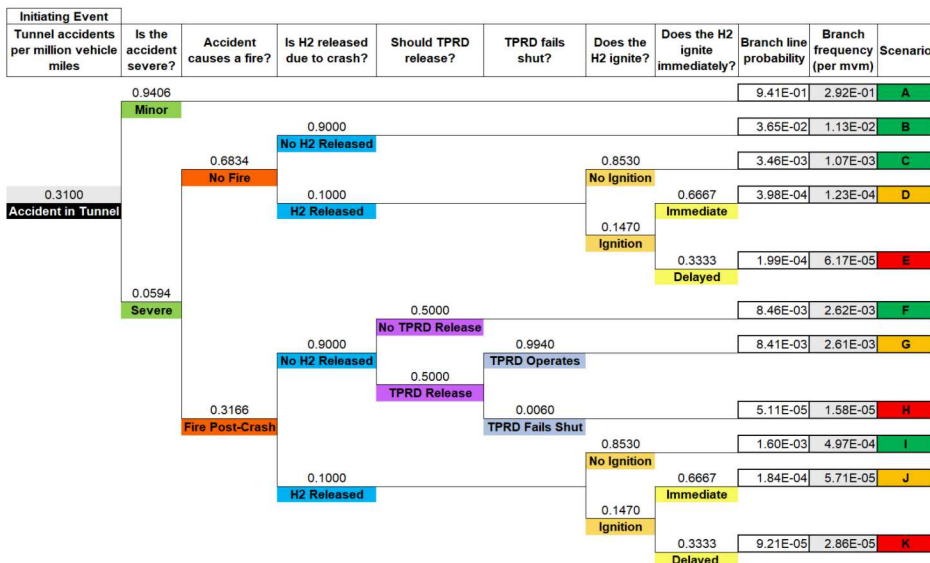 Initiating Event
Tunnel accidents per million vehicle miles
Is the accident severe?
Accident causes a fire?
Is H2 released due to crash?
Should TPRD release?
TPRD fails shut?
Does the H2 ignite?
Does the H2 ignite immediately?
Branch line probability
Branch frequency (per mvm)
Scenario
0.9406
9.41E-01 2.92E-01 A
Minor
0.9000
3.65E-02 1.13E-02 B
No H2 Released
0.6834
0.8530
3.46E-03 1.07E-03 C
No Fire
No Ignition
0.3100
0.1000
0.6667
3.98E-04 1.23E-04 D
Accident in Tunnel
H2 Released
Immediate
0.1470
Ignition
0.3333
1.99E-04 6.17E-05 E
Delayed
0.0594
0.5000
8.46E-03 2.62E-03 F
Severe
No TPRD Release
0.9000
0.9940
8.41E-03 2.61E-03 G
No H2 Released
TPRD Operates
0.5000
TPRD Release
0.3166
0.0060
5.11E-05 1.58E-05 H
Fire Post-Crash
TPRD Fails Shut
0.8530
1.60E-03 4.97E-04 I
No Ignition
0.1000
0.6667
1.84E-04 5.71E-05 J
H2 Released
Immediate
0.1470
Ignition
0.3333
9.21E-05 2.86E-05 K
Delayed